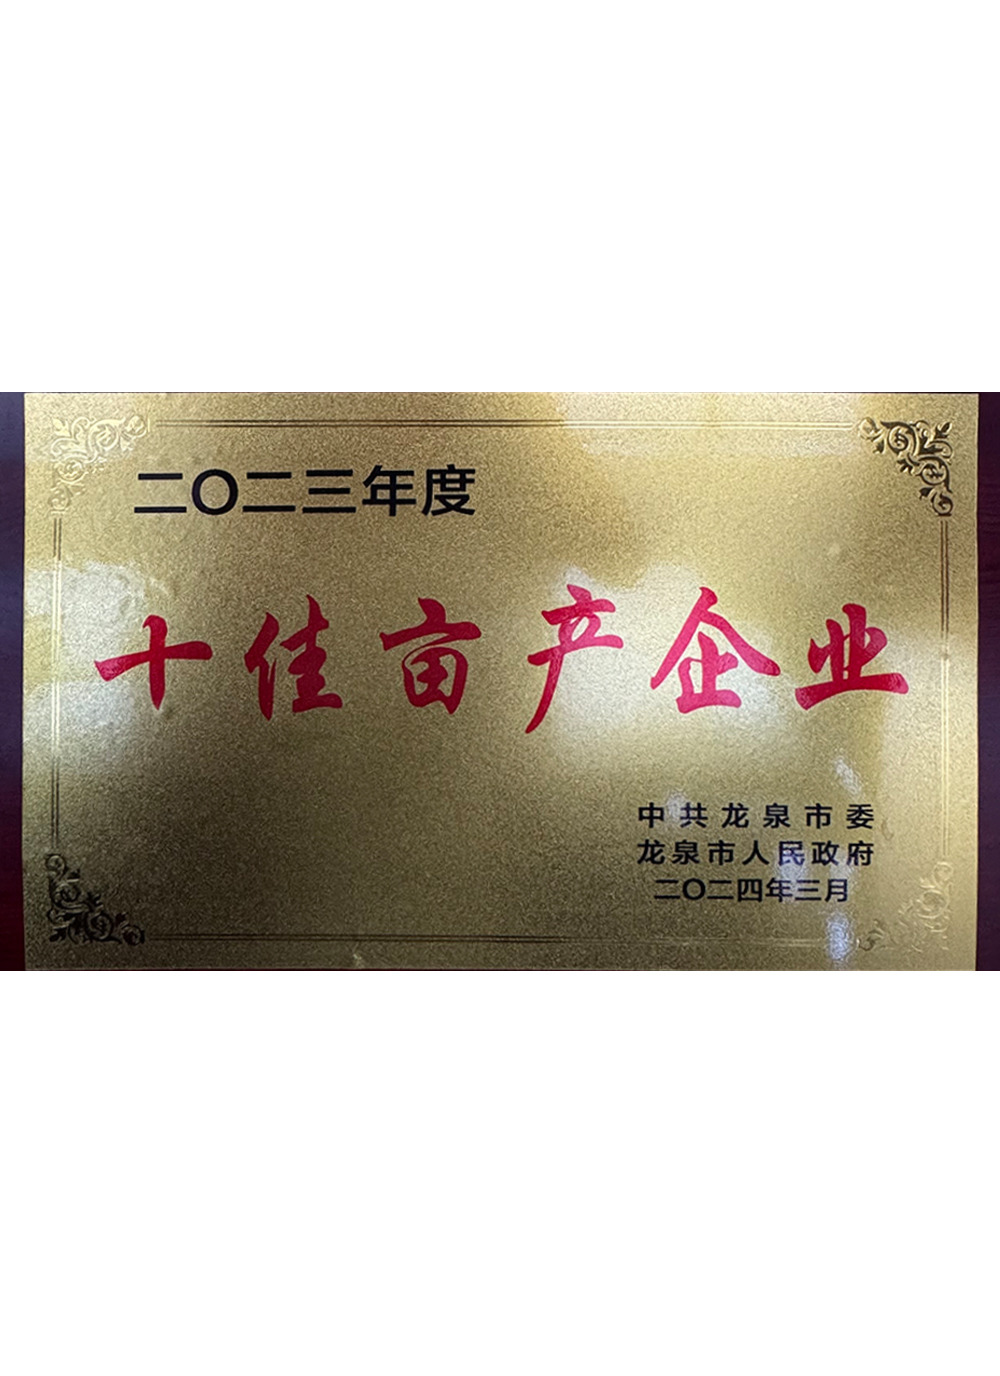 二〇二三年度
十佳亩产企业
中共龙泉市委
龙泉市人民政府
二〇二四年三月